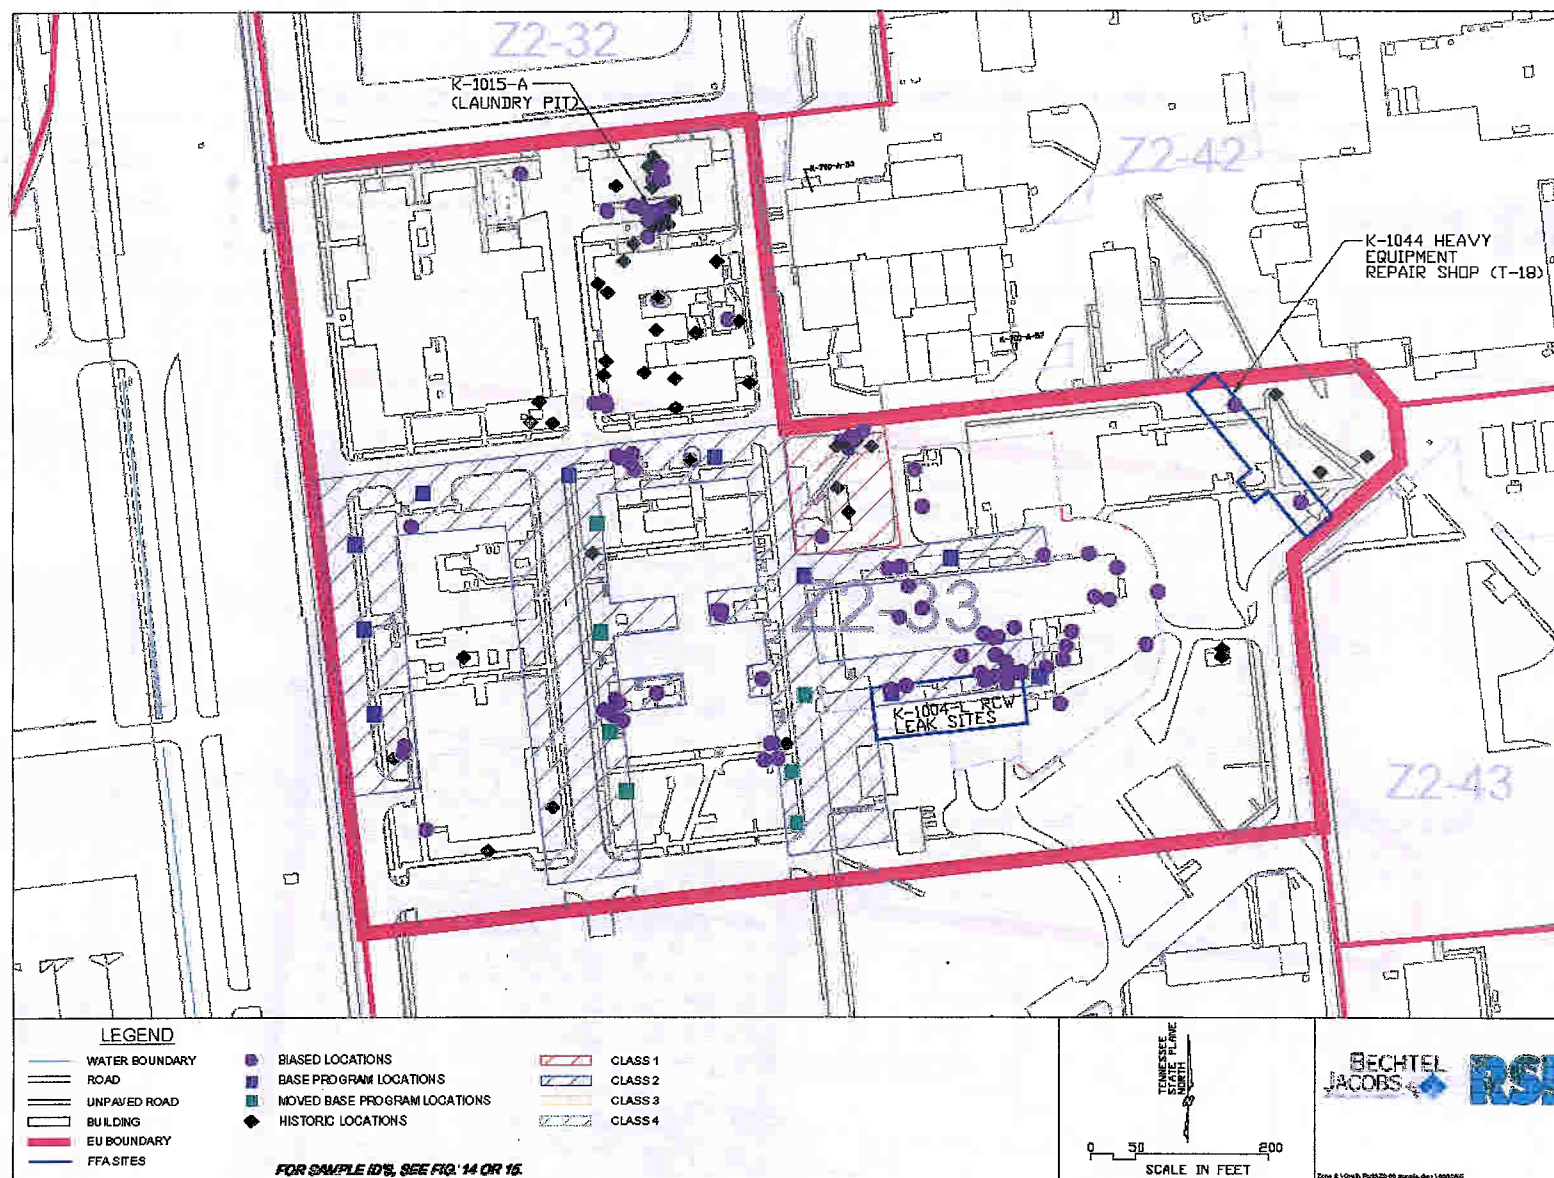 Z2-32
K-1015-A
(LAUNDRY PIT)
Z2-42
K-1044 HEAVY
EQUIPMENT
REPAIR SHOP (T-18)
Z2-33
K-1004-L RCW
LEAK SITES
Z2-43
LEGEND
WATER BOUNDARY
ROAD
UNPAVED ROAD
BUILDING
EU BOUNDARY
FFA SITES
BIASED LOCATIONS
BASE PROGRAM LOCATIONS
MOVED BASE PROGRAM LOCATIONS
HISTORIC LOCATIONS
CLASS 1
CLASS 2
CLASS 3
CLASS 4
FOR SAMPLE ID'S, SEE FIG. 14 OR 15.
TENNESSEE
STATE PLANE
NORTH
0 50 200
SCALE IN FEET
BECHTEL
JACOBS